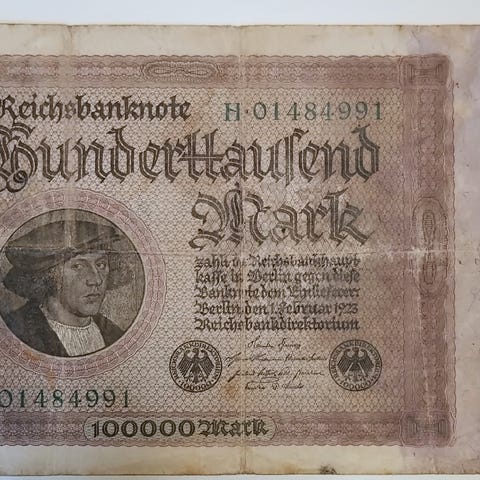 Reichsbanknote
H·01484991
Hunderttausend
Mark
zahlt die Reichsbankhaupt-
kasse in Berlin gegen diese
Banknote dem Einlieferer.
Berlin, den 1. Februar 1923
Reichsbankdirektorium
01484991
100000 Mark